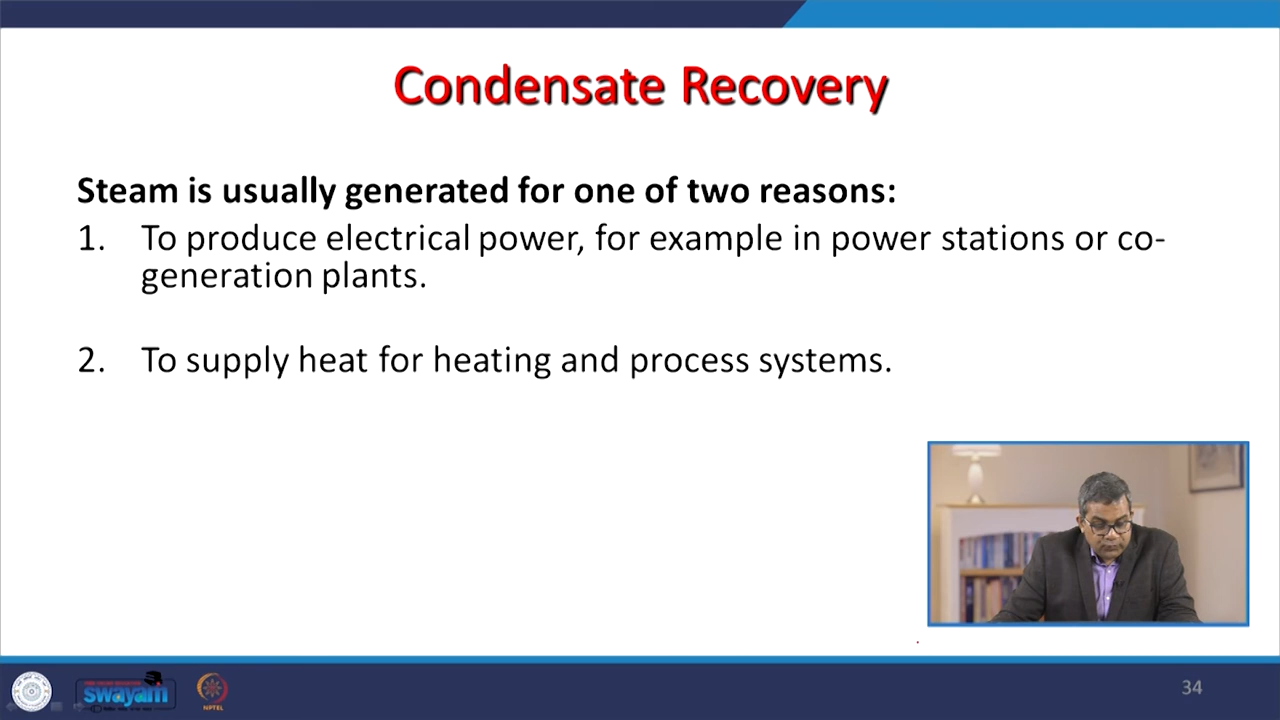 Condensate Recovery
Steam is usually generated for one of two reasons:
1. To produce electrical power, for example in power stations or co-
generation plants.
2. To supply heat for heating and process systems.
swayam
NPTEL
34